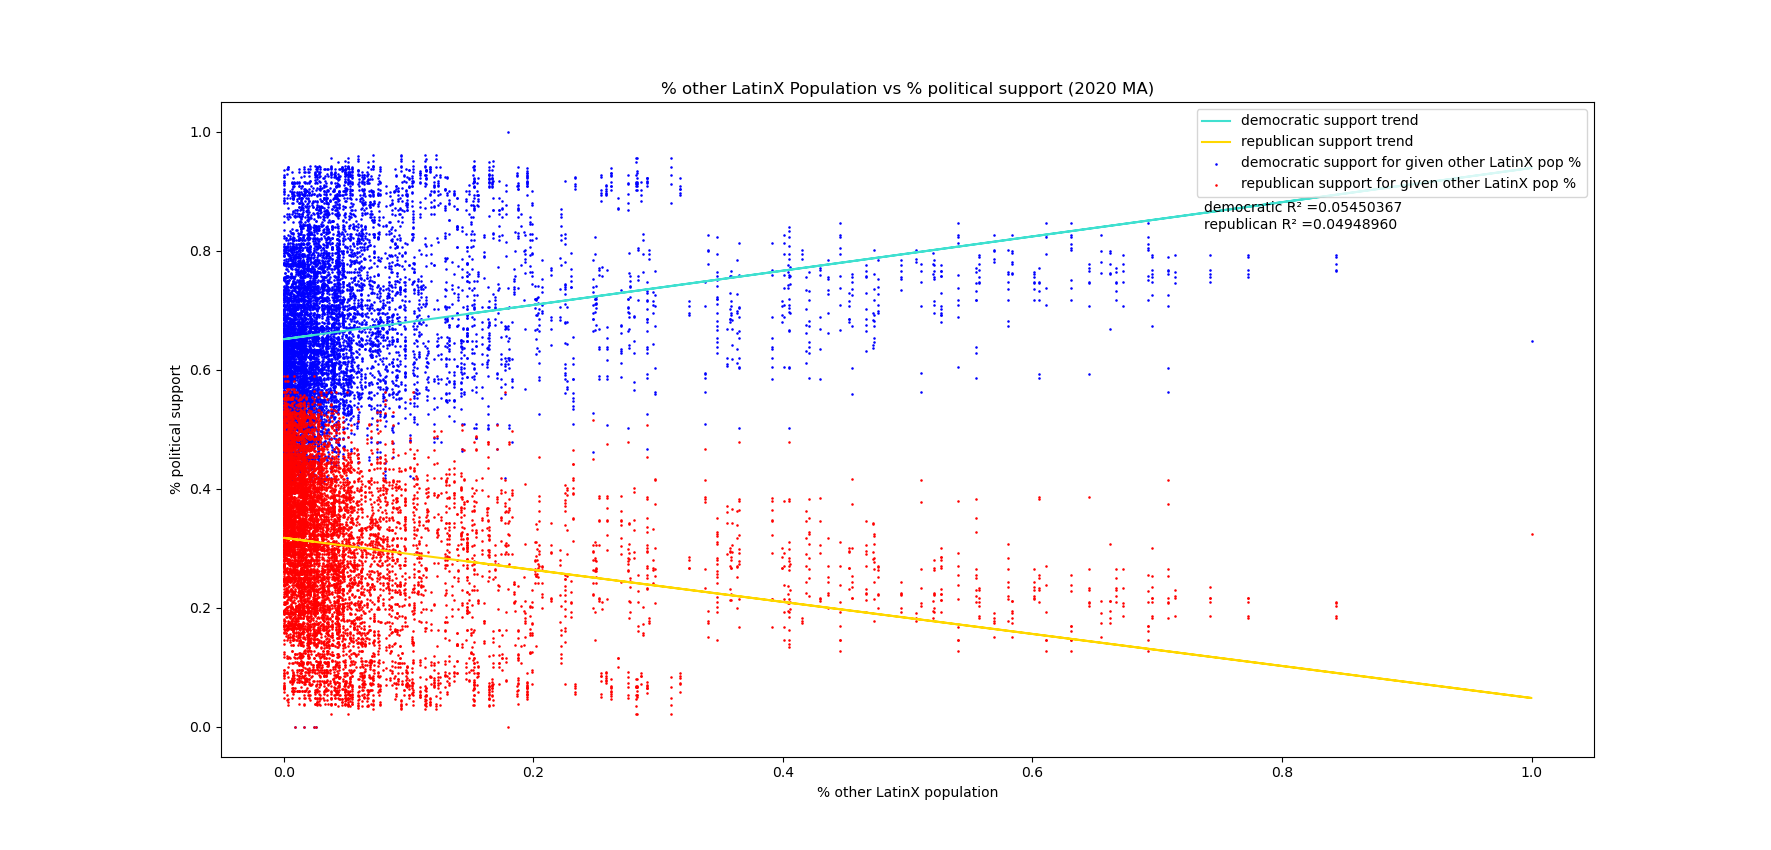 % other LatinX Population vs % political support (2020 MA)
democratic support trend
republican support trend
democratic support for given other LatinX pop %
republican support for given other LatinX pop %
democratic R² =0.05450367
republican R² =0.04948960
1.0
0.8
0.6
0.4
0.2
0.0
% political support
0.0 0.2 0.4 0.6 0.8 1.0
% other LatinX population